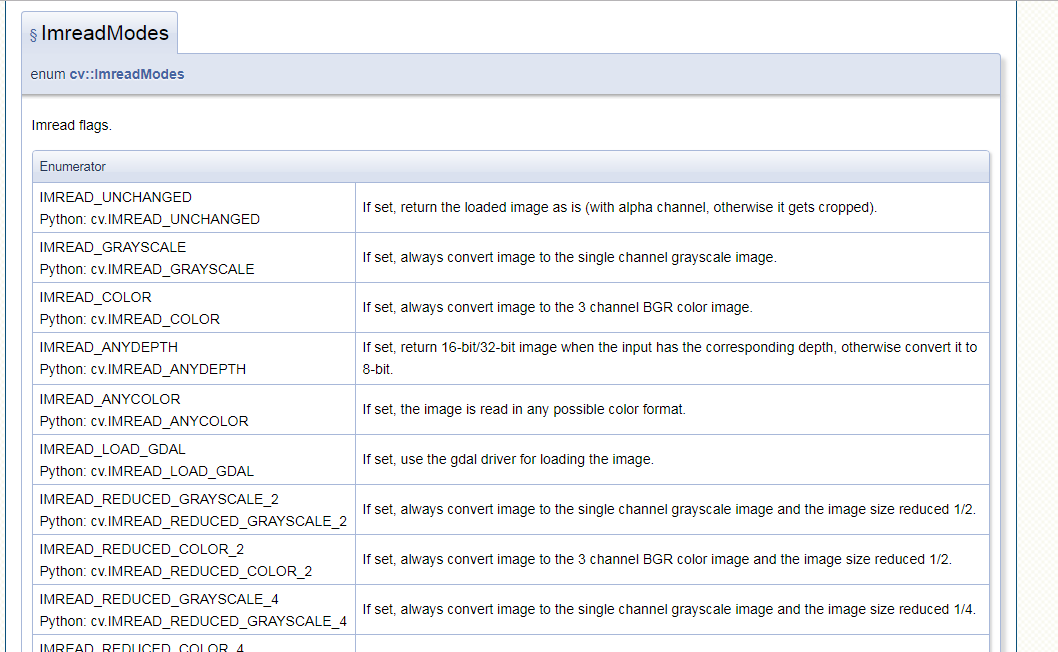 § ImreadModes
enum cv::ImreadModes
Imread flags.
Enumerator
IMREAD_UNCHANGED
Python: cv.IMREAD_UNCHANGED
If set, return the loaded image as is (with alpha channel, otherwise it gets cropped).
IMREAD_GRAYSCALE
Python: cv.IMREAD_GRAYSCALE
If set, always convert image to the single channel grayscale image.
IMREAD_COLOR
Python: cv.IMREAD_COLOR
If set, always convert image to the 3 channel BGR color image.
IMREAD_ANYDEPTH
Python: cv.IMREAD_ANYDEPTH
If set, return 16-bit/32-bit image when the input has the corresponding depth, otherwise convert it to
8-bit.
IMREAD_ANYCOLOR
Python: cv.IMREAD_ANYCOLOR
If set, the image is read in any possible color format.
IMREAD_LOAD_GDAL
Python: cv.IMREAD_LOAD_GDAL
If set, use the gdal driver for loading the image.
IMREAD_REDUCED_GRAYSCALE_2
Python: cv.IMREAD_REDUCED_GRAYSCALE_2
If set, always convert image to the single channel grayscale image and the image size reduced 1/2.
IMREAD_REDUCED_COLOR_2
Python: cv.IMREAD_REDUCED_COLOR_2
If set, always convert image to the 3 channel BGR color image and the image size reduced 1/2.
IMREAD_REDUCED_GRAYSCALE_4
Python: cv.IMREAD_REDUCED_GRAYSCALE_4
If set, always convert image to the single channel grayscale image and the image size reduced 1/4.
IMREAD_REDUCED_COLOR_4